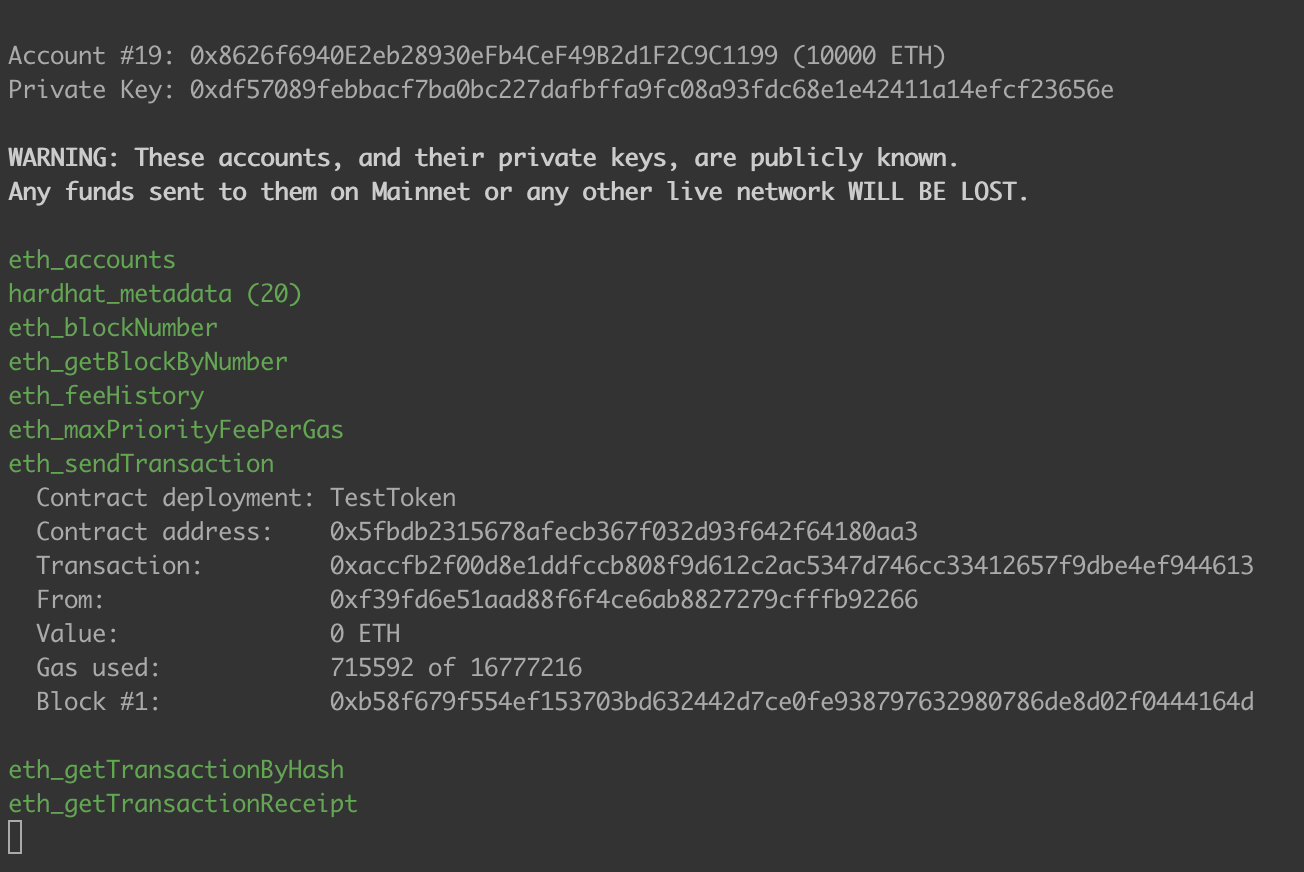 Account #19: 0x8626f6940E2eb28930eFb4CeF49B2d1F2C9C1199 (10000 ETH)
Private Key: 0xdf57089febbacf7ba0bc227dafbffa9fc08a93fdc68e1e42411a14efcf23656e
WARNING: These accounts, and their private keys, are publicly known.
Any funds sent to them on Mainnet or any other live network WILL BE LOST.
eth_accounts
hardhat_metadata (20)
eth_blockNumber
eth_getBlockByNumber
eth_feeHistory
eth_maxPriorityFeePerGas
eth_sendTransaction
Contract deployment: TestToken
Contract address: 0x5fbdb2315678afecb367f032d93f642f64180aa3
Transaction: 0xaccfb2f00d8e1ddfccb808f9d612c2ac5347d746cc33412657f9dbe4ef944613
From: 0xf39fd6e51aad88f6f4ce6ab8827279cfffb92266
Value: 0 ETH
Gas used: 715592 of 16777216
Block #1: 0xb58f679f554ef153703bd632442d7ce0fe938797632980786de8d02f0444164d
eth_getTransactionByHash
eth_getTransactionReceipt